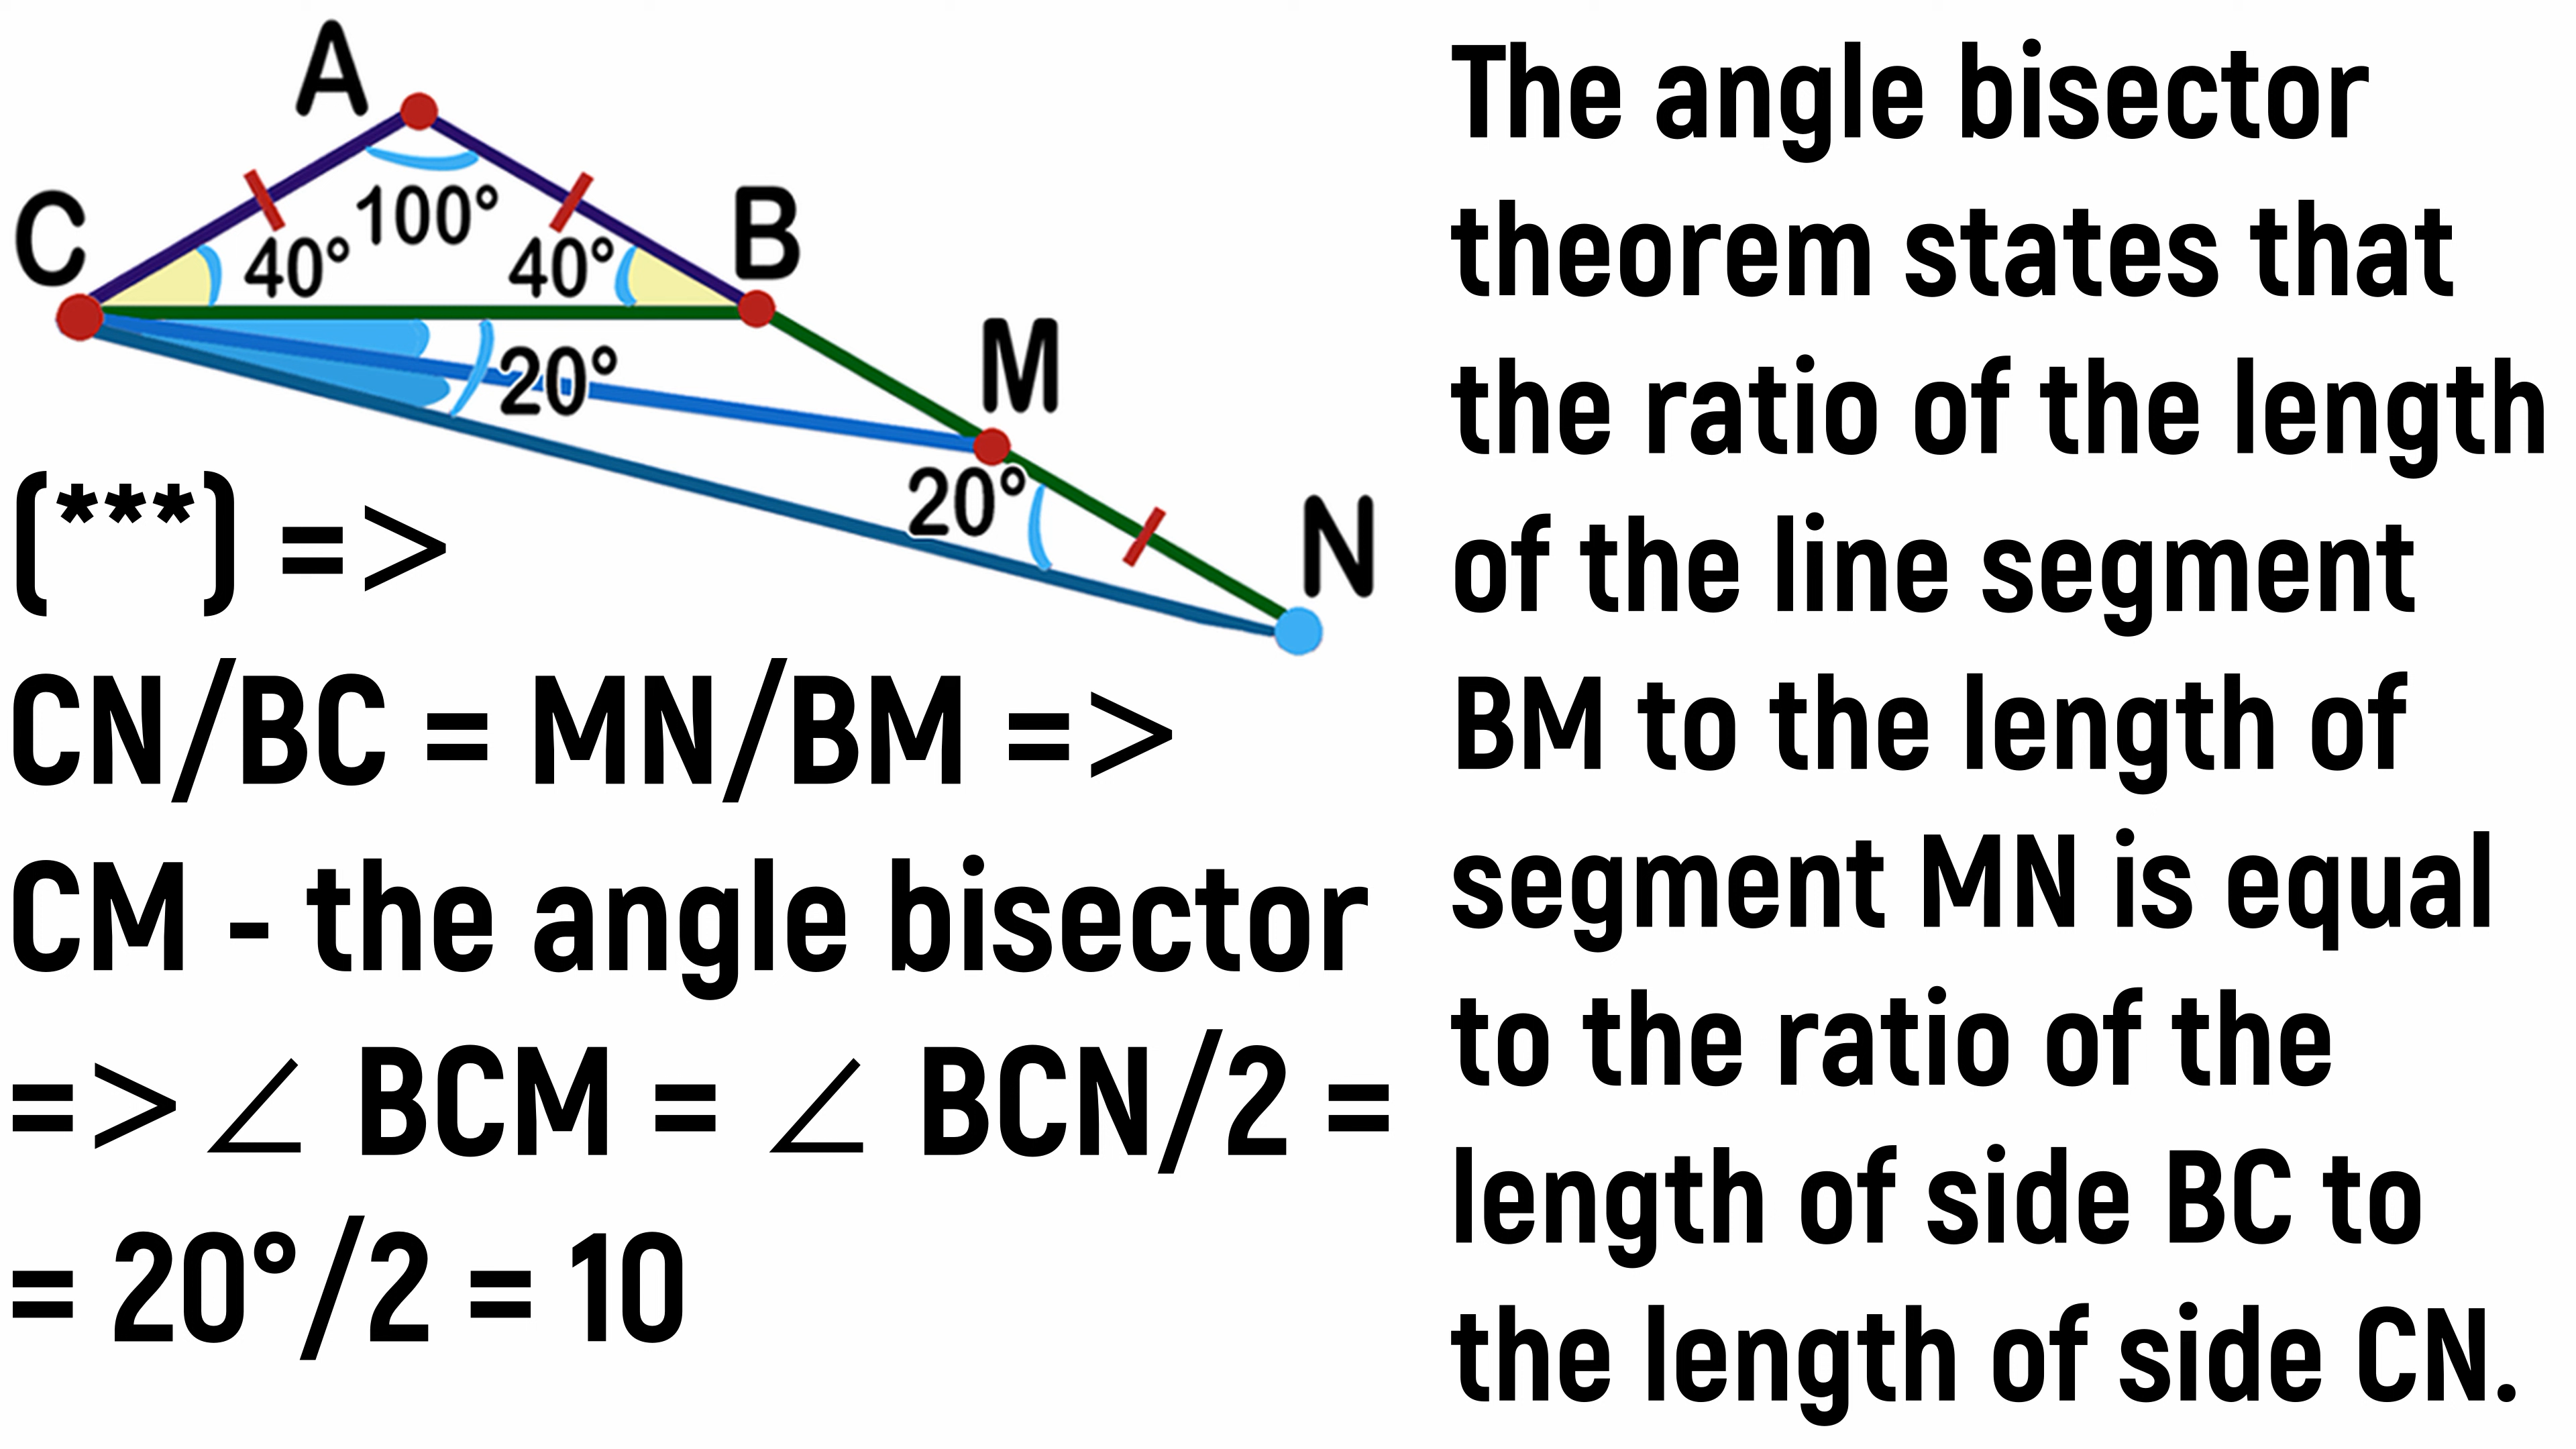 A
C
B
100°
40°
40°
20°
M
20°
N
(***) =>
CN/BC = MN/BM =>
CM - the angle bisector
=> ∠ BCM = ∠ BCN/2 =
= 20°/2 = 10
The angle bisector
theorem states that
the ratio of the length
of the line segment
BM to the length of
segment MN is equal
to the ratio of the
length of side BC to
the length of side CN.